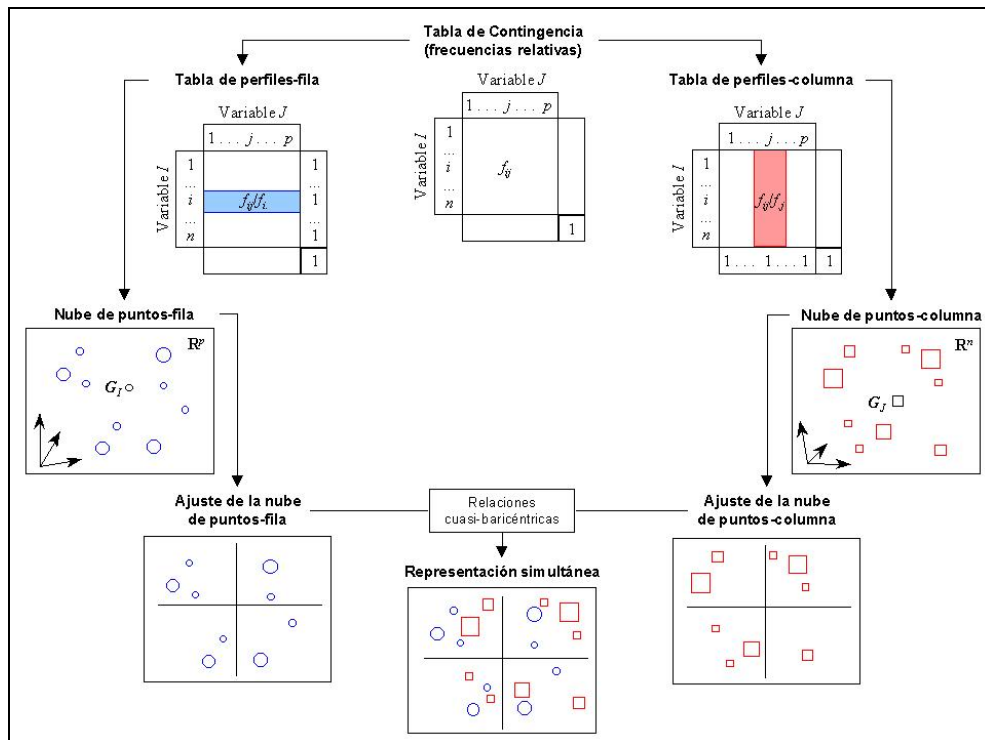 Tabla de Contingencia
(frecuencias relativas)
Tabla de perfiles-fila
Tabla de perfiles-columna
Variable J
1 . . . j . . . p
Variable I
1
...
i
...
n
f_ij/f_i.
1
...
1
...
1
1
Variable J
1 . . . j . . . p
Variable I
1
...
i
...
n
f_ij
1
Variable J
1 . . . j . . . p
Variable I
1
...
i
...
n
f_ij/f_.j
1 . . . 1 . . . 1
1
Nube de puntos-fila
R^p
G_I
Nube de puntos-columna
R^n
G_J
Ajuste de la nube
de puntos-fila
Relaciones
cuasi-baricéntricas
Ajuste de la nube
de puntos-columna
Representación simultánea